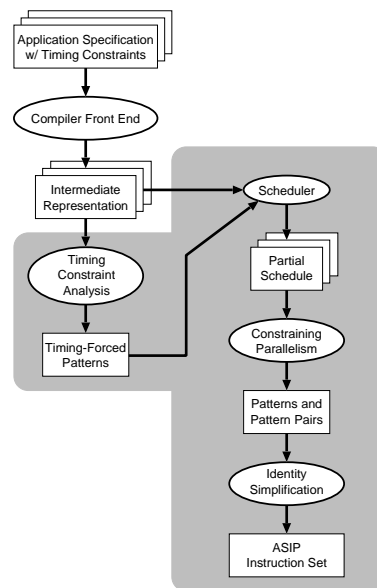 Application Specification
w/ Timing Constraints
Compiler Front End
Intermediate
Representation
Scheduler
Timing
Constraint
Analysis
Partial
Schedule
Timing-Forced
Patterns
Constraining
Parallelism
Patterns and
Pattern Pairs
Identity
Simplification
ASIP
Instruction Set